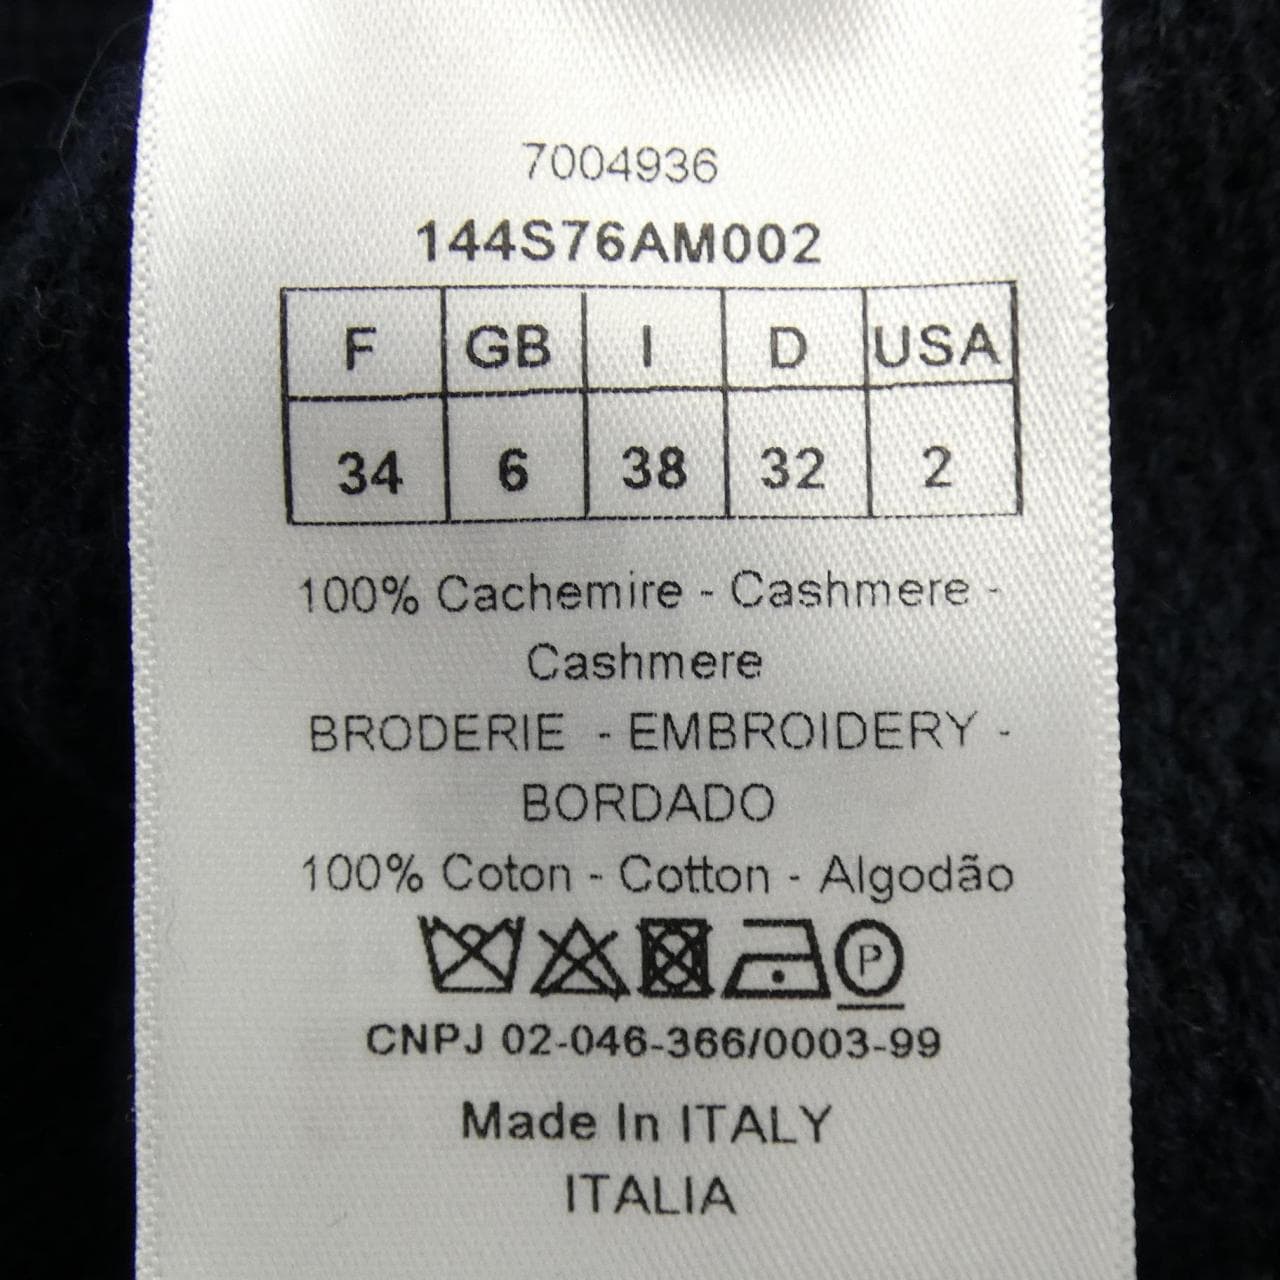 7004936
144S76AM002
F GB I D USA
34 6 38 32 2
100% Cachemire - Cashmere -
Cashmere
BRODERIE - EMBROIDERY -
BORDADO
100% Coton - Cotton - Algodão
P
CNPJ 02-046-366/0003-99
Made In ITALY
ITALIA